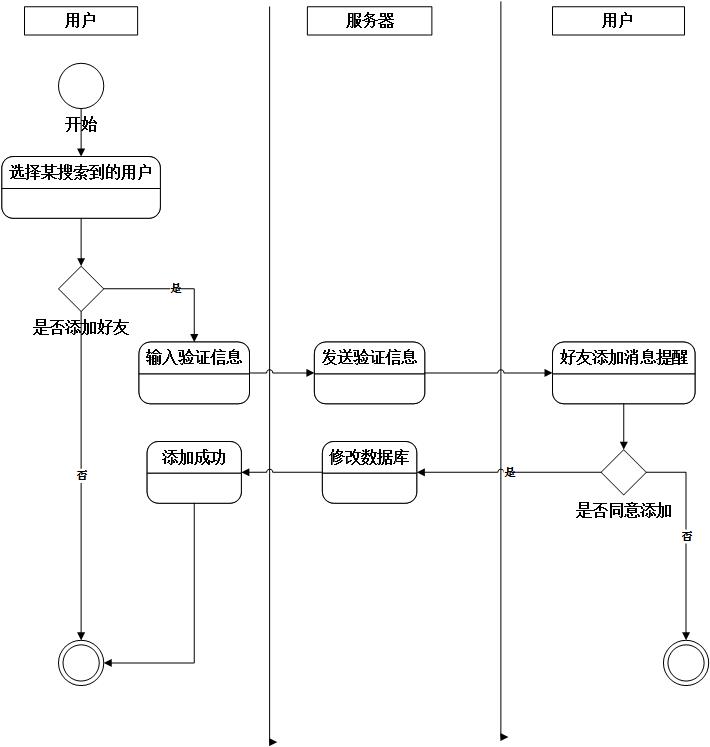 用户
服务器
用户
开始
选择某搜索到的用户
是
是否添加好友
输入验证信息
发送验证信息
好友添加消息提醒
添加成功
修改数据库
是
否
是否同意添加
否